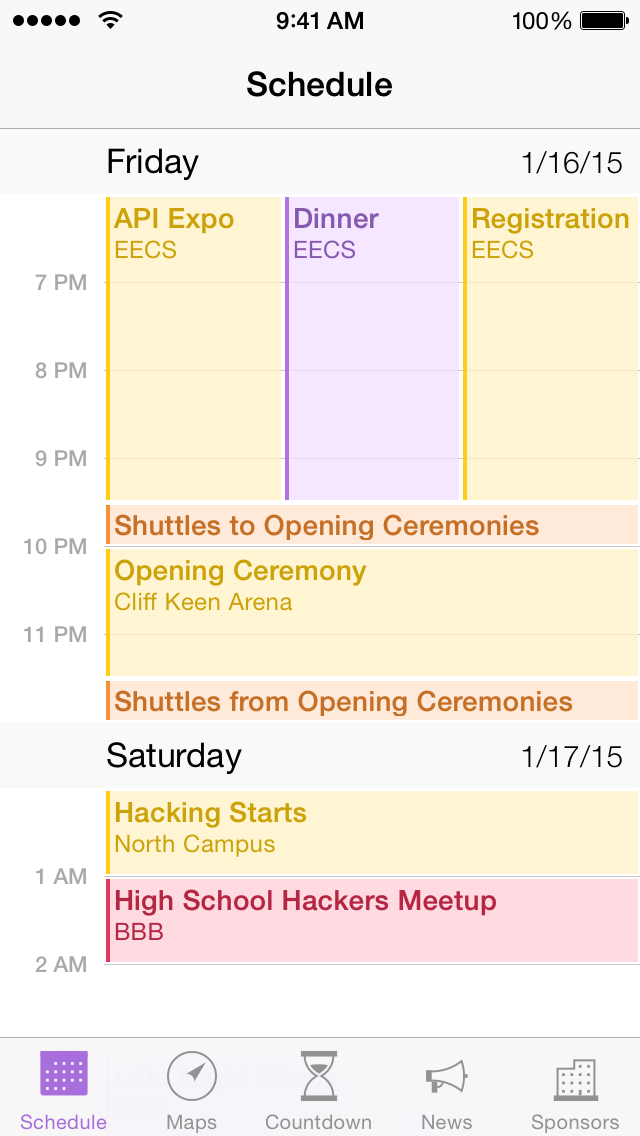 9:41 AM 100%
Schedule
Friday 1/16/15
API Expo Dinner Registration
EECS EECS EECS
7 PM
8 PM
9 PM
Shuttles to Opening Ceremonies
10 PM
Opening Ceremony
Cliff Keen Arena
11 PM
Shuttles from Opening Ceremonies
Saturday 1/17/15
Hacking Starts
North Campus
1 AM
High School Hackers Meetup
BBB
2 AM
Schedule Maps Countdown News Sponsors